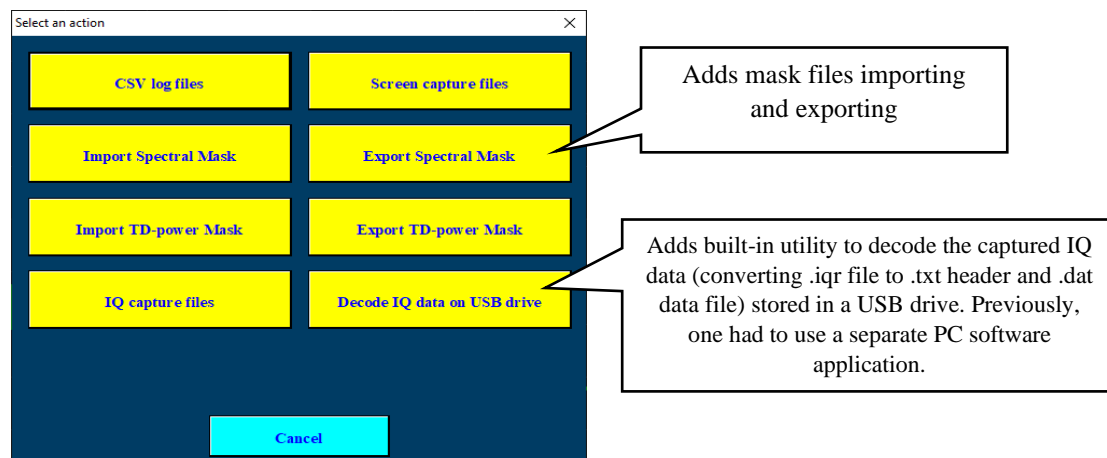 Select an action
CSV log files
Screen capture files
Import Spectral Mask
Export Spectral Mask
Import TD-power Mask
Export TD-power Mask
IQ capture files
Decode IQ data on USB drive
Cancel
Adds mask files importing
and exporting
Adds built-in utility to decode the captured IQ
data (converting .iqr file to .txt header and .dat
data file) stored in a USB drive. Previously,
one had to use a separate PC software
application.